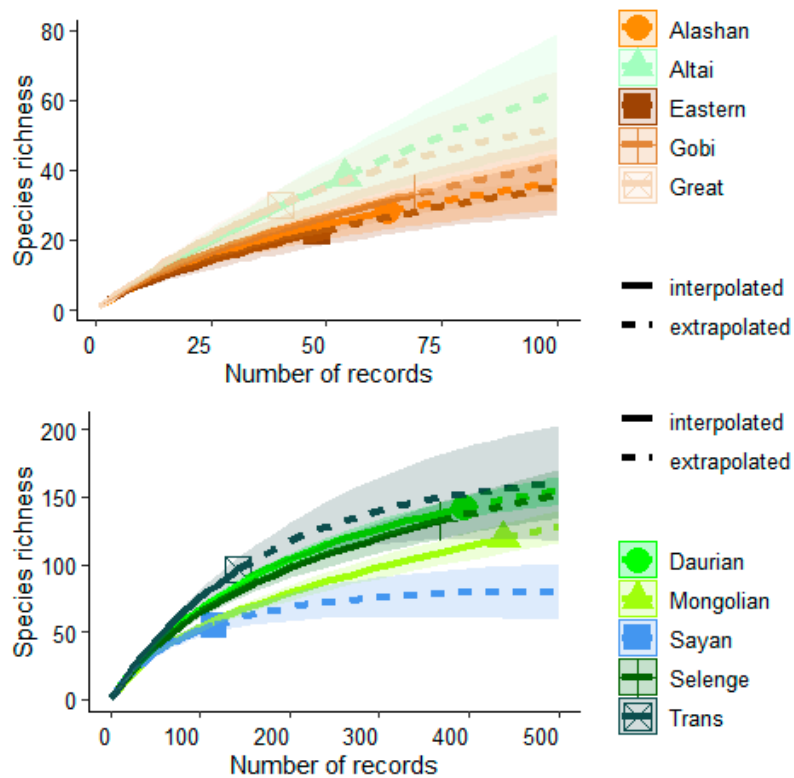 80
60
40
20
0
Species richness
0 25 50 75 100
Number of records
Alashan
Altai
Eastern
Gobi
Great
interpolated
extrapolated
200
150
100
50
0
Species richness
0 100 200 300 400 500
Number of records
interpolated
extrapolated
Daurian
Mongolian
Sayan
Selenge
Trans